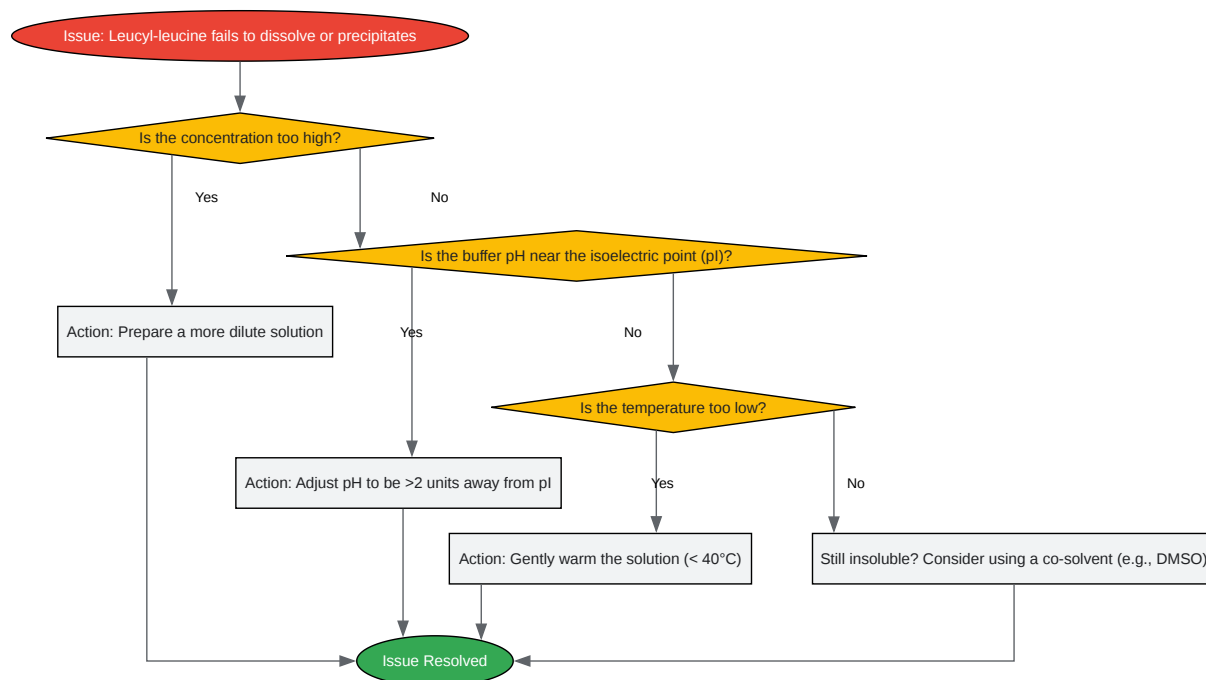 Issue: Leucyl-leucine fails to dissolve or precipitates
Is the concentration too high?
Yes
No
Is the buffer pH near the isoelectric point (pI)?
Action: Prepare a more dilute solution
Yes
No
Is the temperature too low?
Action: Adjust pH to be >2 units away from pI
Yes
No
Action: Gently warm the solution (< 40°C)
Still insoluble? Consider using a co-solvent (e.g., DMSO)
Issue Resolved